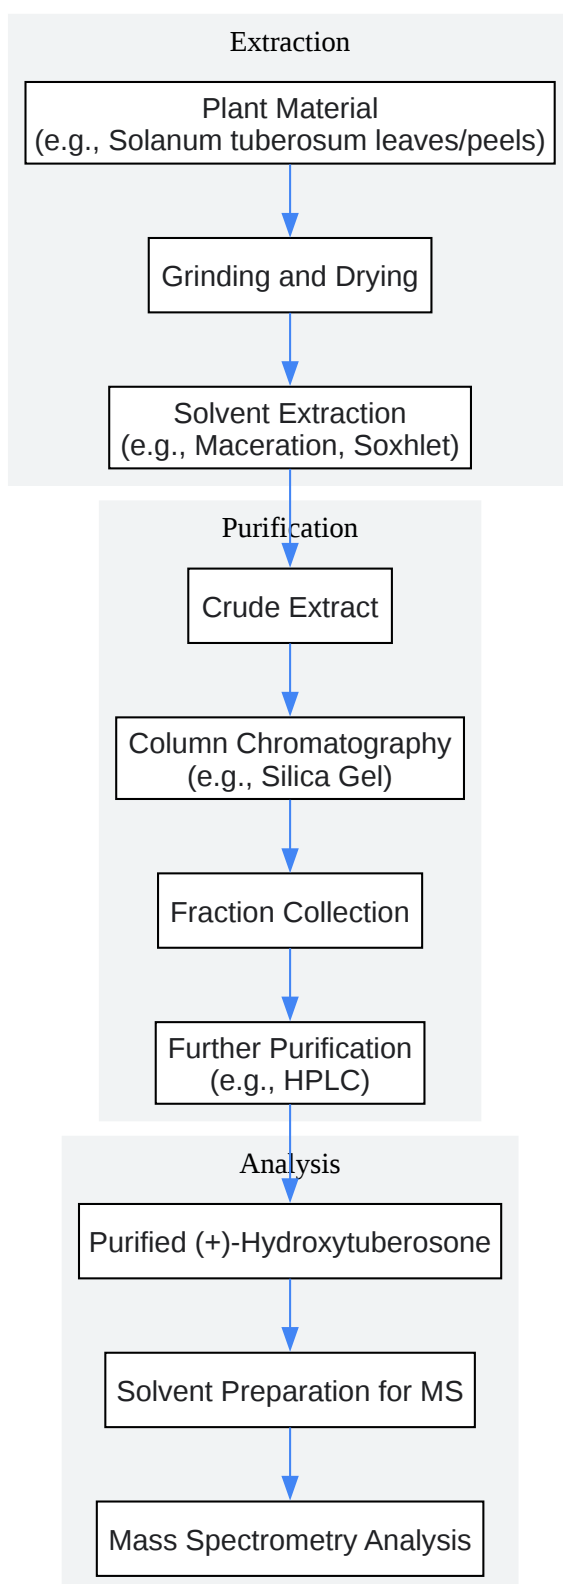 Extraction
Plant Material
(e.g., Solanum tuberosum leaves/peels)
Grinding and Drying
Solvent Extraction
(e.g., Maceration, Soxhlet)
Purification
Crude Extract
Column Chromatography
(e.g., Silica Gel)
Fraction Collection
Further Purification
(e.g., HPLC)
Analysis
Purified (+)-Hydroxytuberosone
Solvent Preparation for MS
Mass Spectrometry Analysis